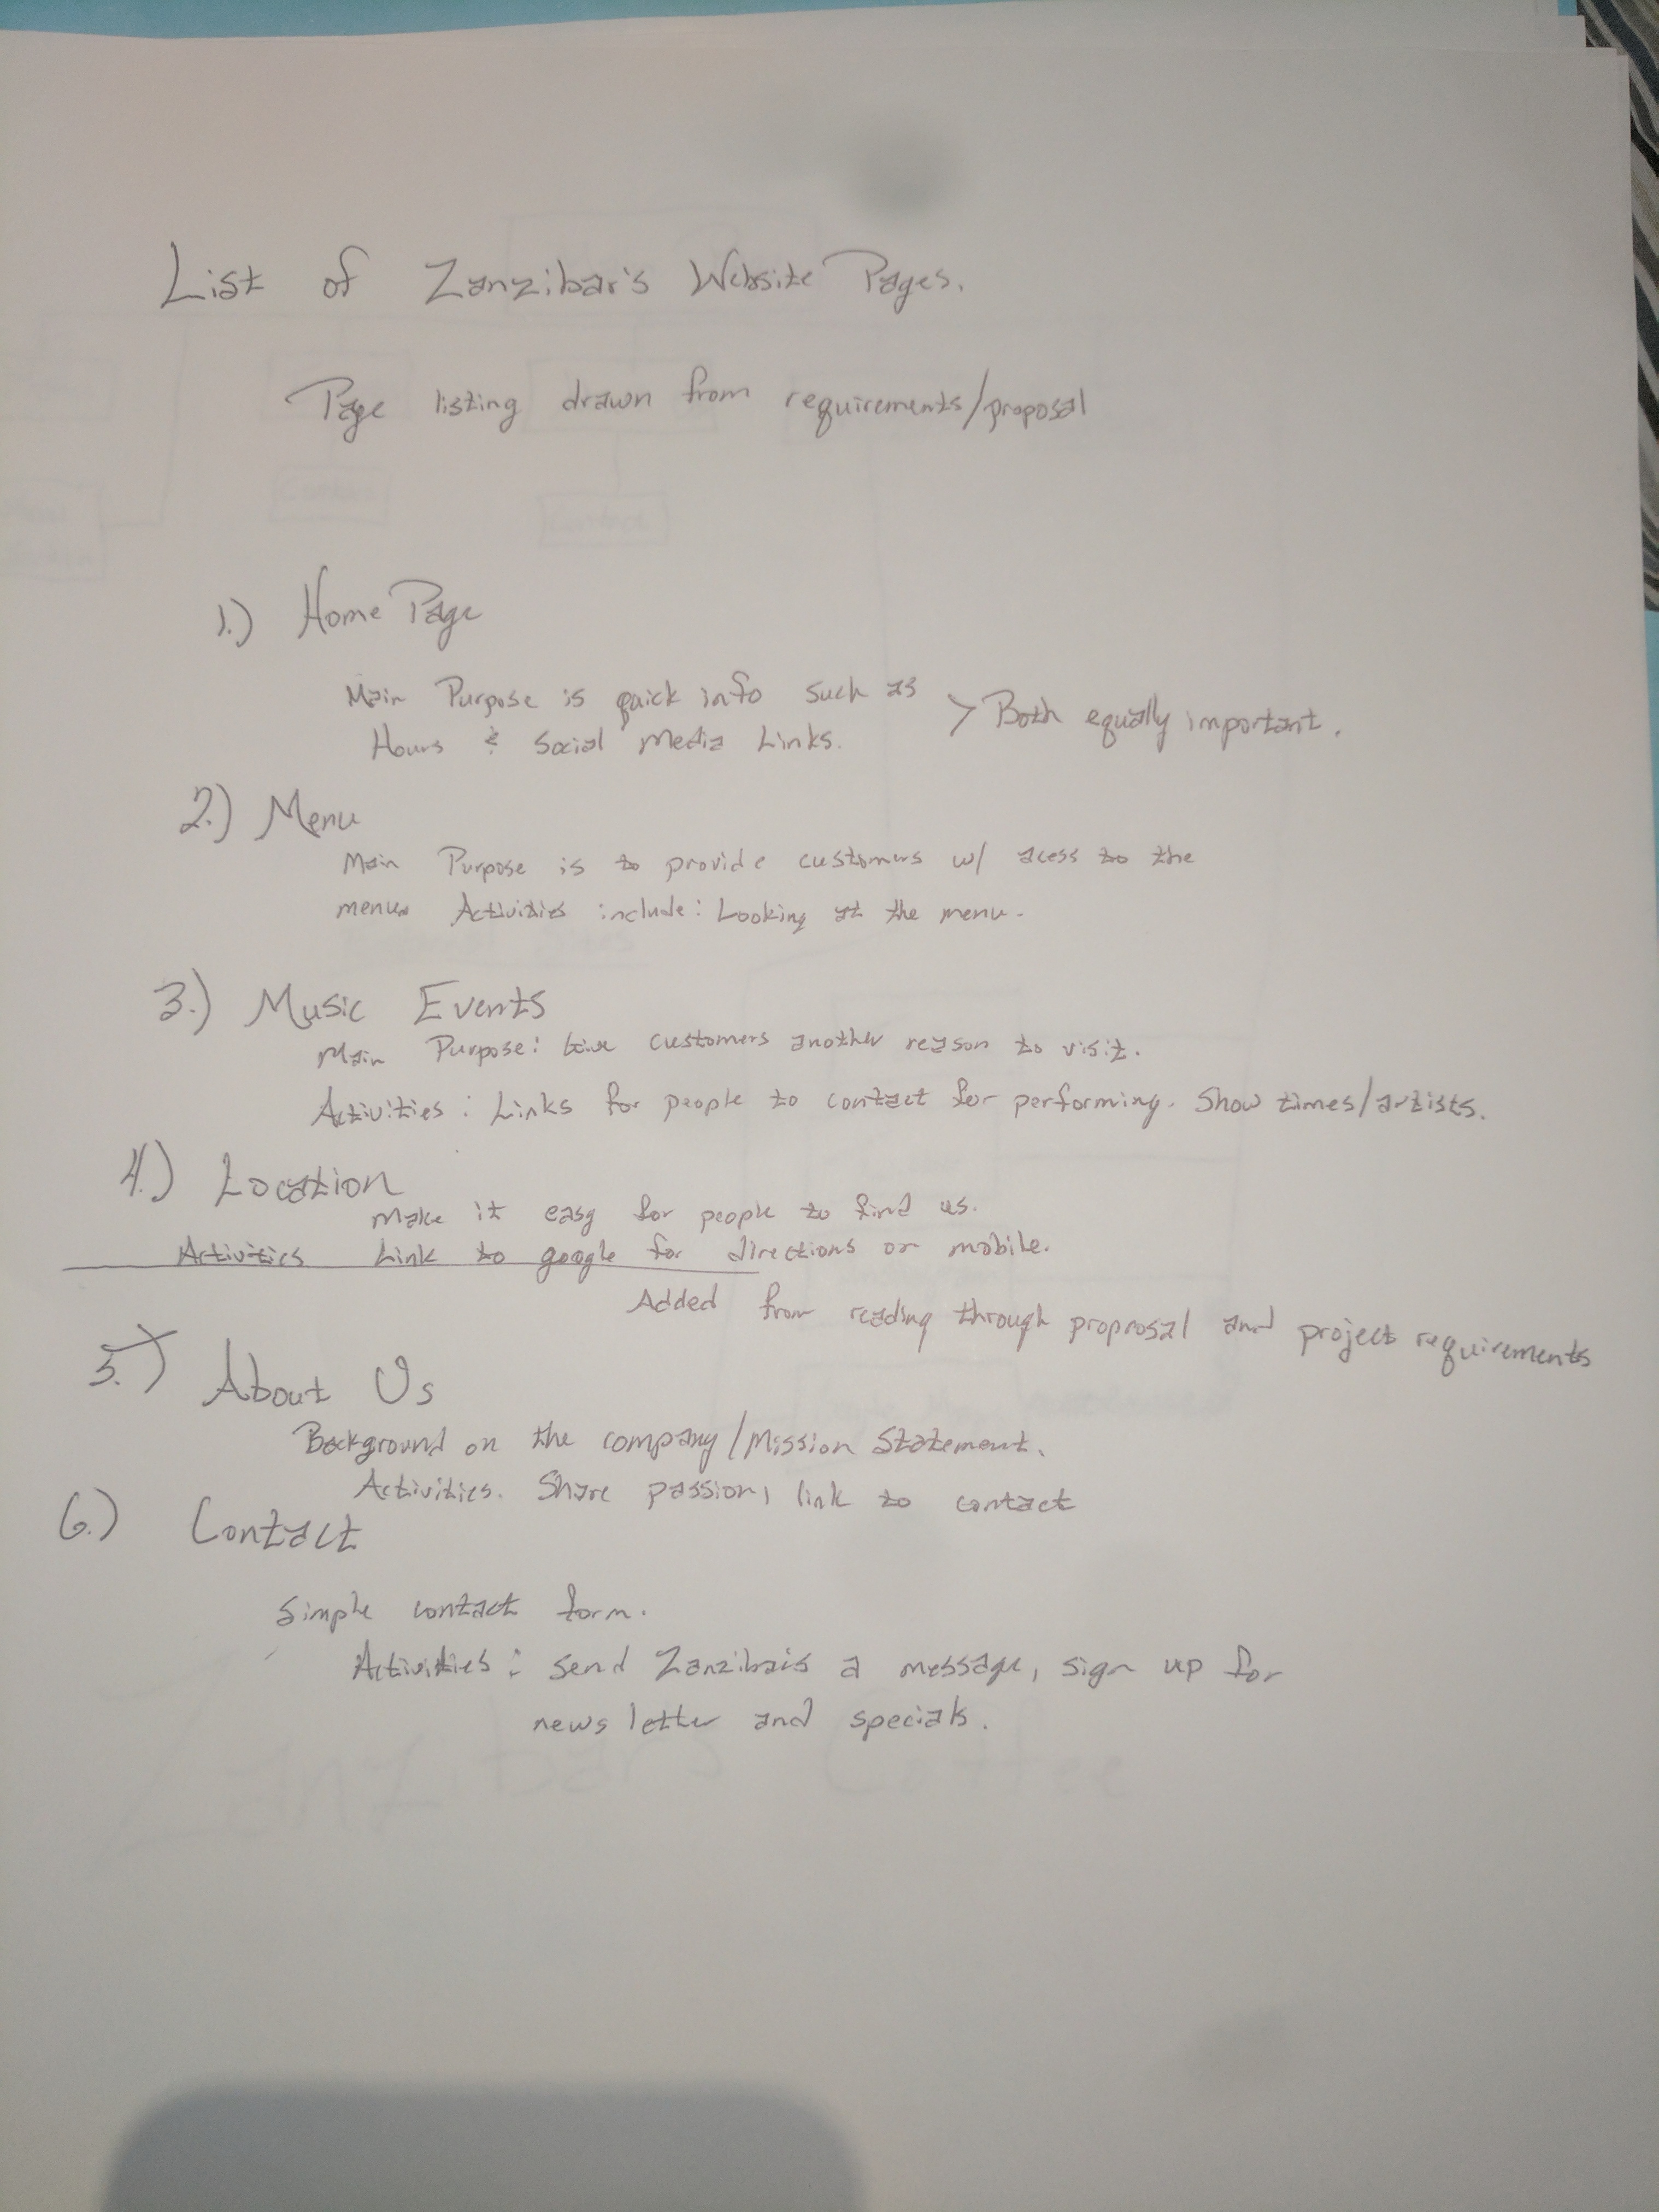 List of Zanzibar's Website Pages.
Page listing drawn from requirements/proposal
1.) Home Page
Main Purpose is quick info such as
Hours & Social Media Links. > Both equally important.
2.) Menu
Main Purpose is to provide customers w/ acess to the
menu. Activities include: Looking at the menu.
3.) Music Events
Main Purpose: Give customers another reason to visit.
Activities: Links for people to contact for performing. Show times/artists.
4.) Location
Make it easy for people to find us.
Activities Link to google for directions or mobile.
Added from reading through proprosal and project requirements
5.) About Us
Background on the company/Mission Statement.
Activities. Share passion, link to contact
6.) Contact
Simple contact form.
Activities: Send Zanzibar's a message, sign up for
news letter and specials.
Contact
Zanzibar's Coffee